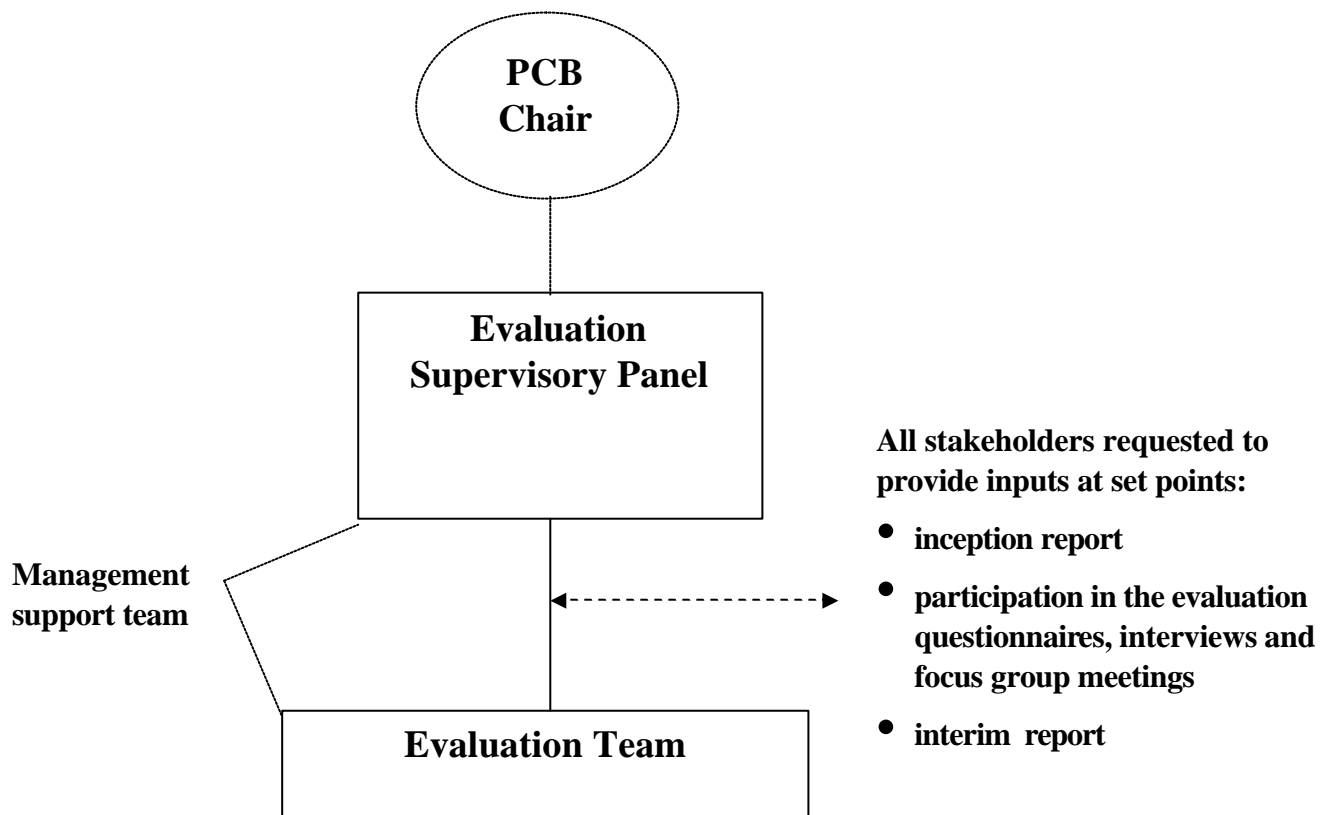 PCB
Chair
Evaluation
Supervisory Panel
All stakeholders requested to
provide inputs at set points:
• inception report
• participation in the evaluation
questionnaires, interviews and
focus group meetings
• interim report
Management
support team
Evaluation Team